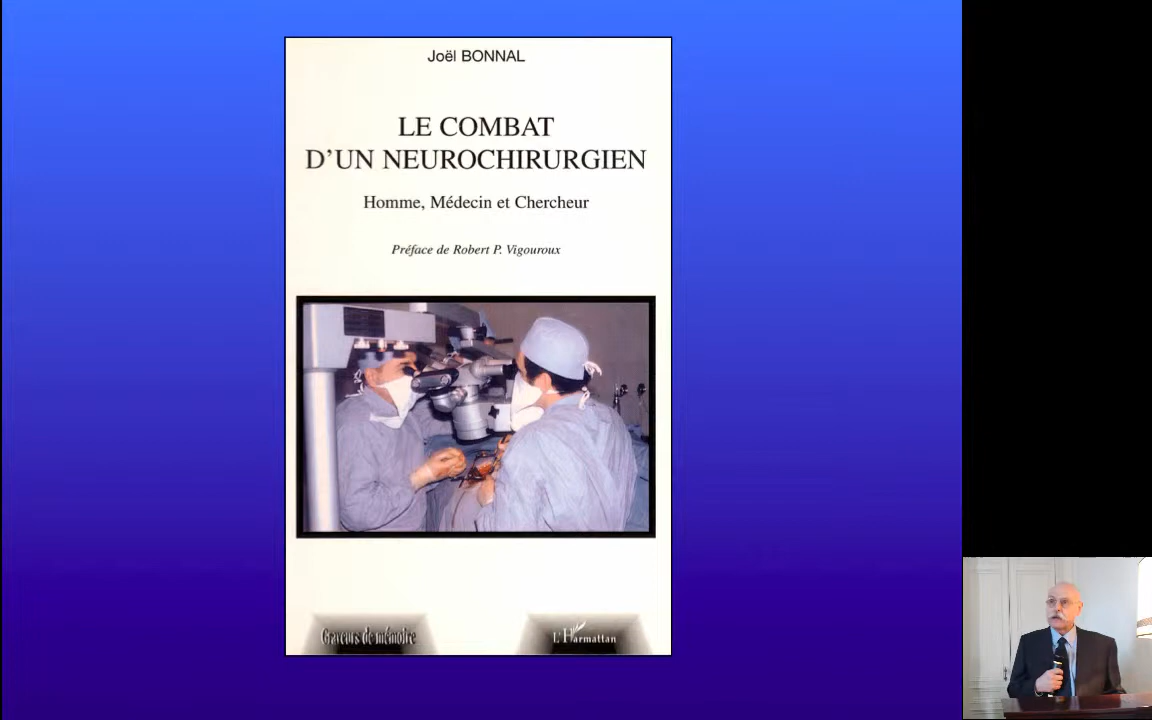 Joël BONNAL
LE COMBAT
D’UN NEUROCHIRURGIEN
Homme, Médecin et Chercheur
Préface de Robert P. Vigouroux
Graveurs de mémoire
L'Harmattan